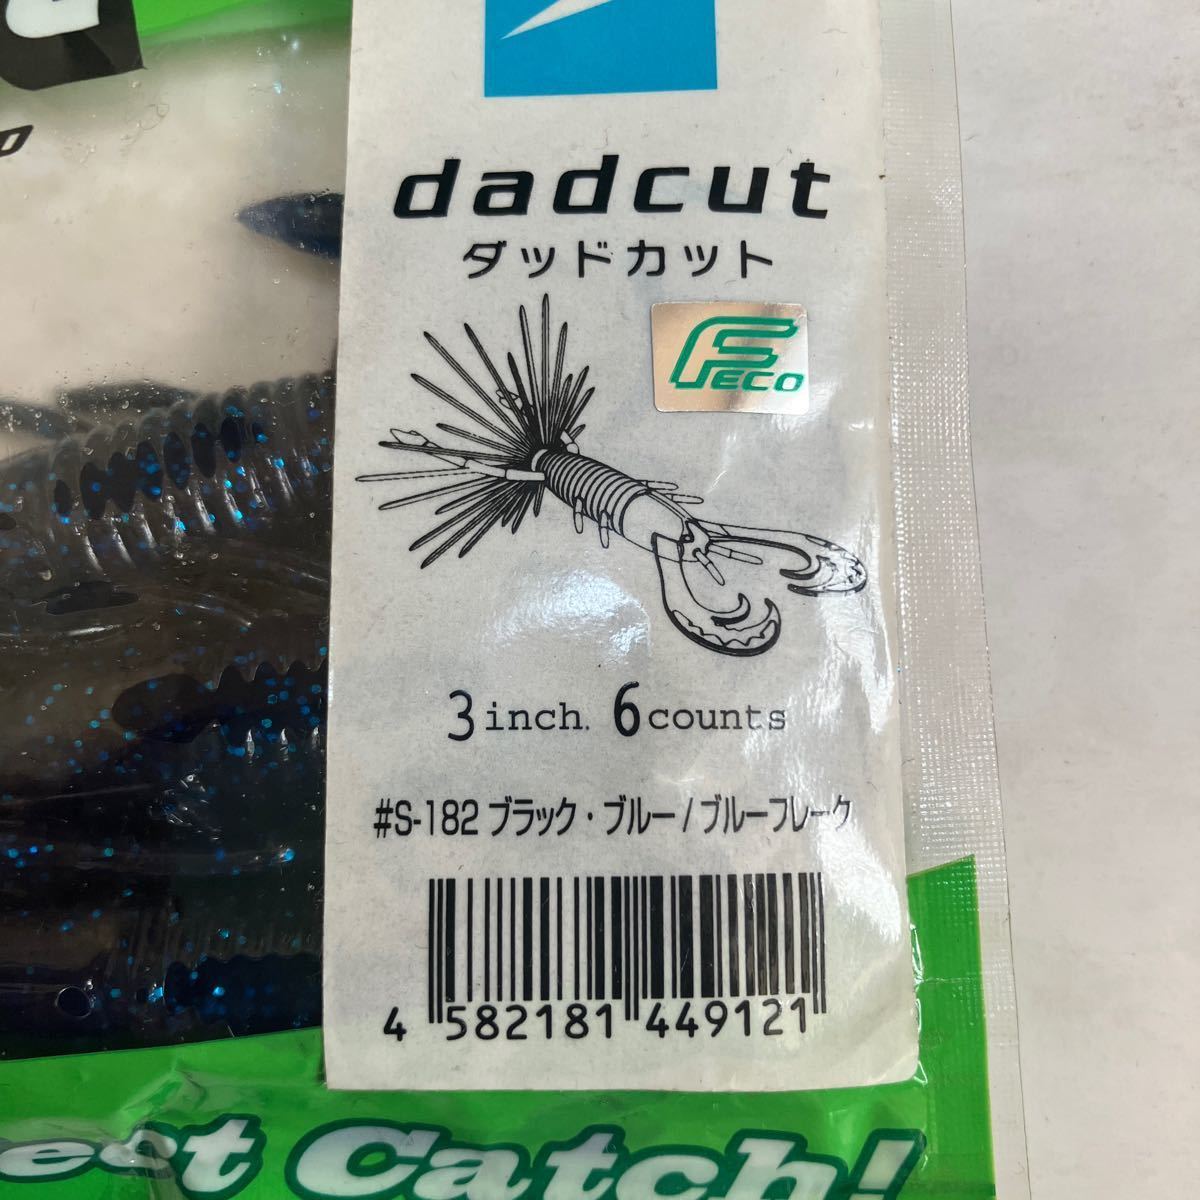 dadcut
ダッドカット
FECO
3 inch. 6 counts
#S-182 ブラック・ブルー/ブルーフレーク
4 582181 449121
Catch!